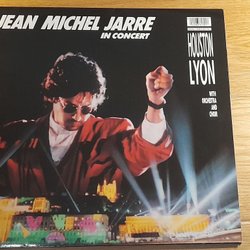 JEAN MICHEL JARRE
IN CONCERT
HOUSTON
LYON
WITH
ORCHESTRA
AND
CHOIR